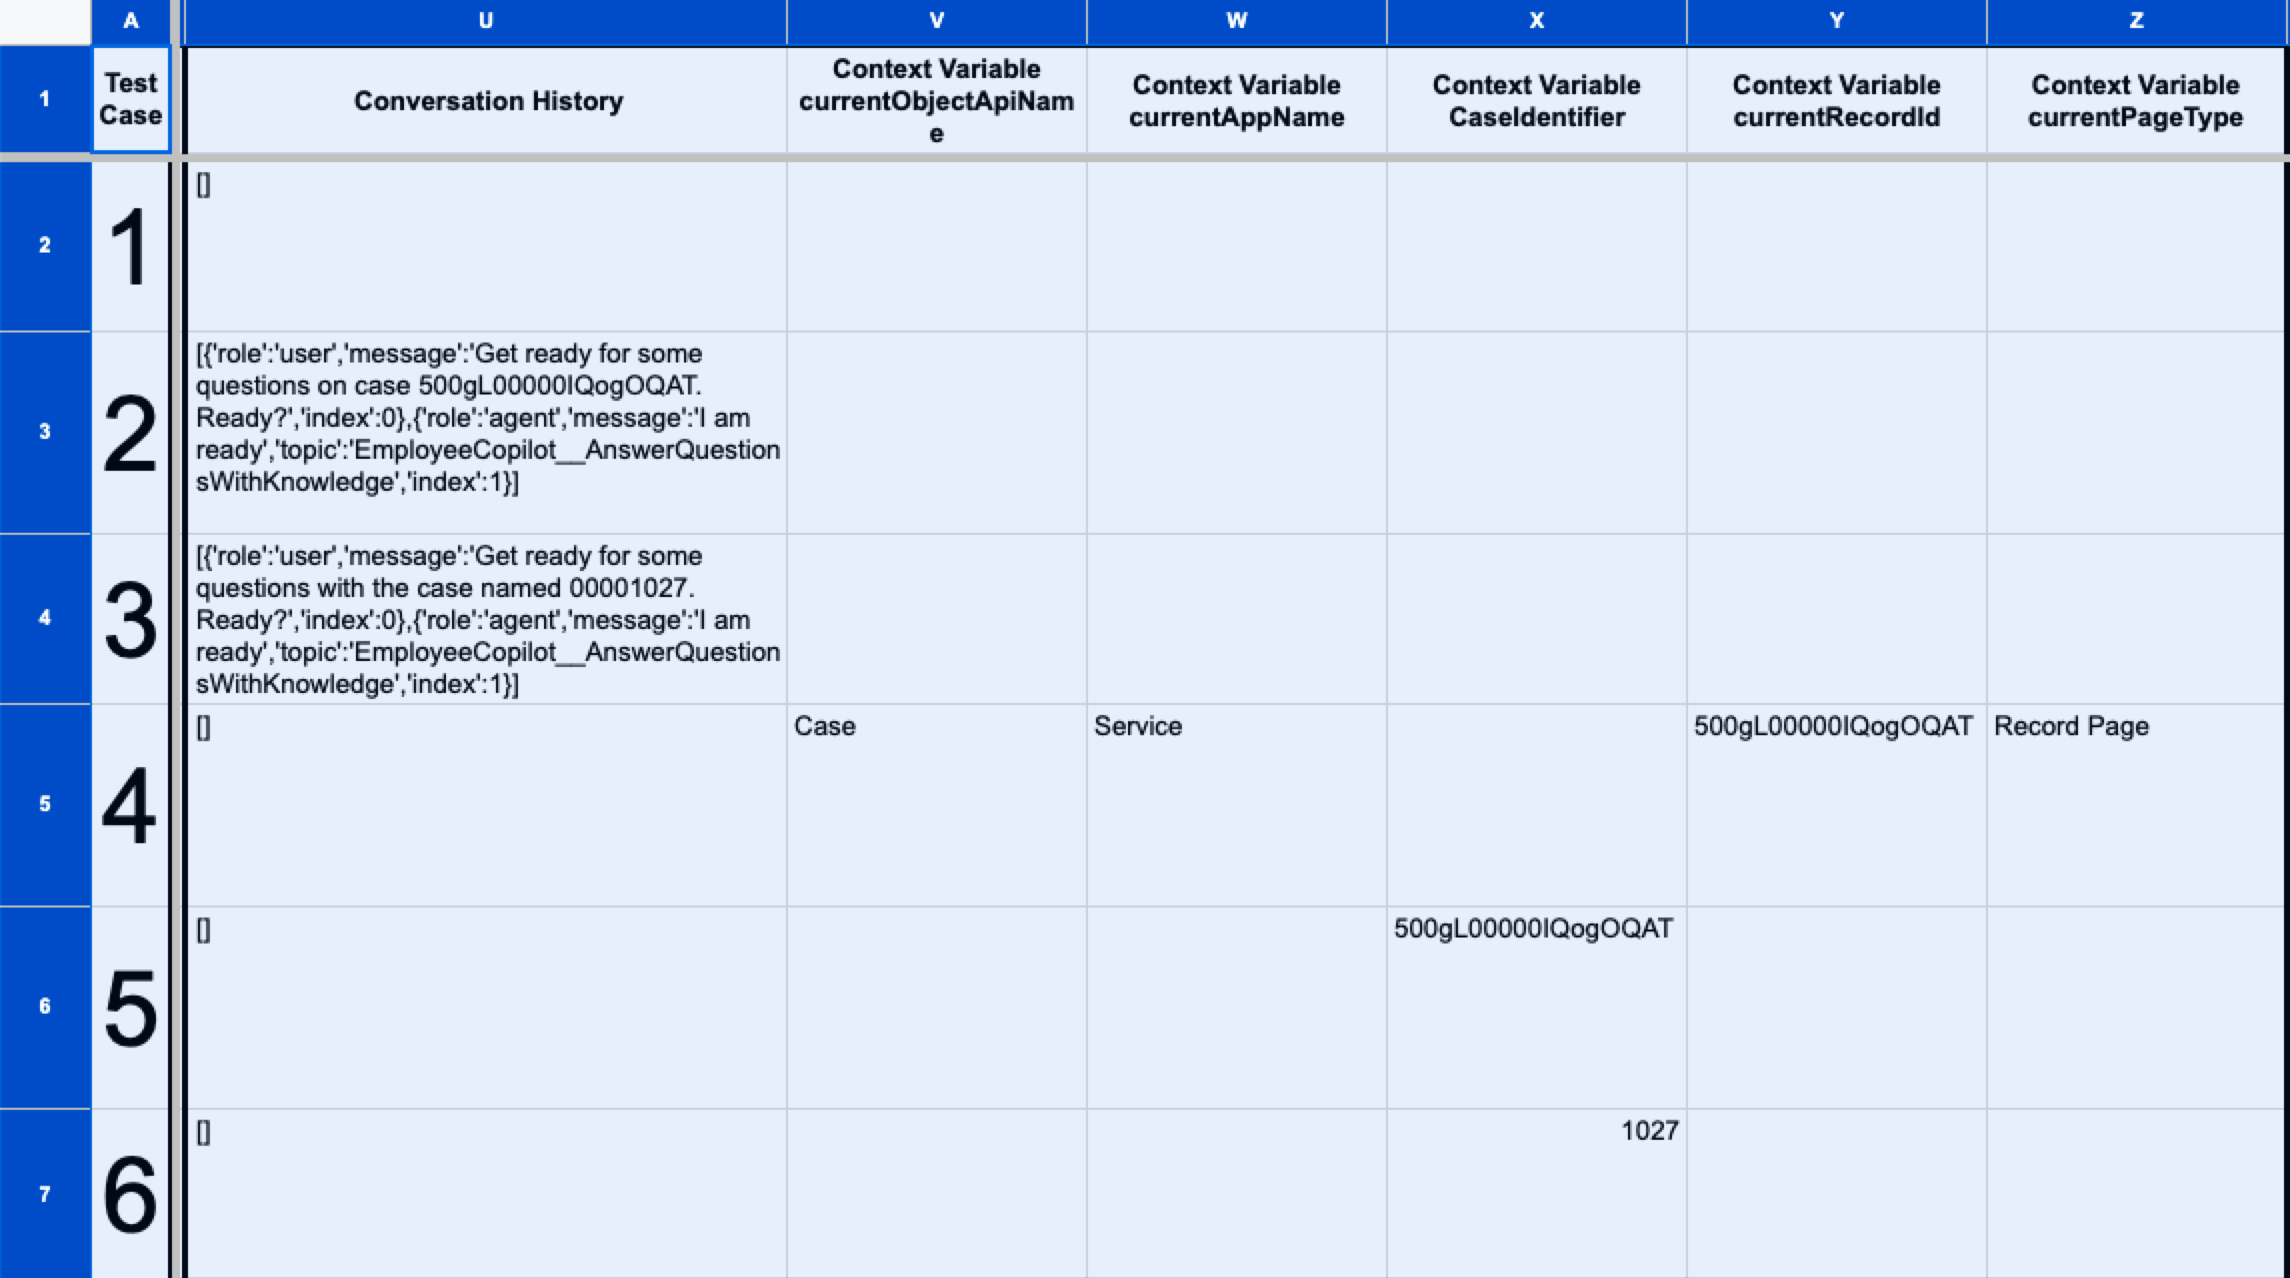 A U V W X Y Z
1 Test Case Conversation History Context Variable currentObjectApiName Context Variable currentAppName Context Variable CaseIdentifier Context Variable currentRecordId Context Variable currentPageType
2 1 []
3 2 [{'role':'user','message':'Get ready for some
questions on case 500gL00000IQogOQAT.
Ready?','index':0},{'role':'agent','message':'I am
ready','topic':'EmployeeCopilot__AnswerQuestion
sWithKnowledge','index':1}]
4 3 [{'role':'user','message':'Get ready for some
questions with the case named 00001027.
Ready?','index':0},{'role':'agent','message':'I am
ready','topic':'EmployeeCopilot__AnswerQuestion
sWithKnowledge','index':1}]
5 4 [] Case Service 500gL00000IQogOQAT Record Page
6 5 [] 500gL00000IQogOQAT
7 6 [] 1027